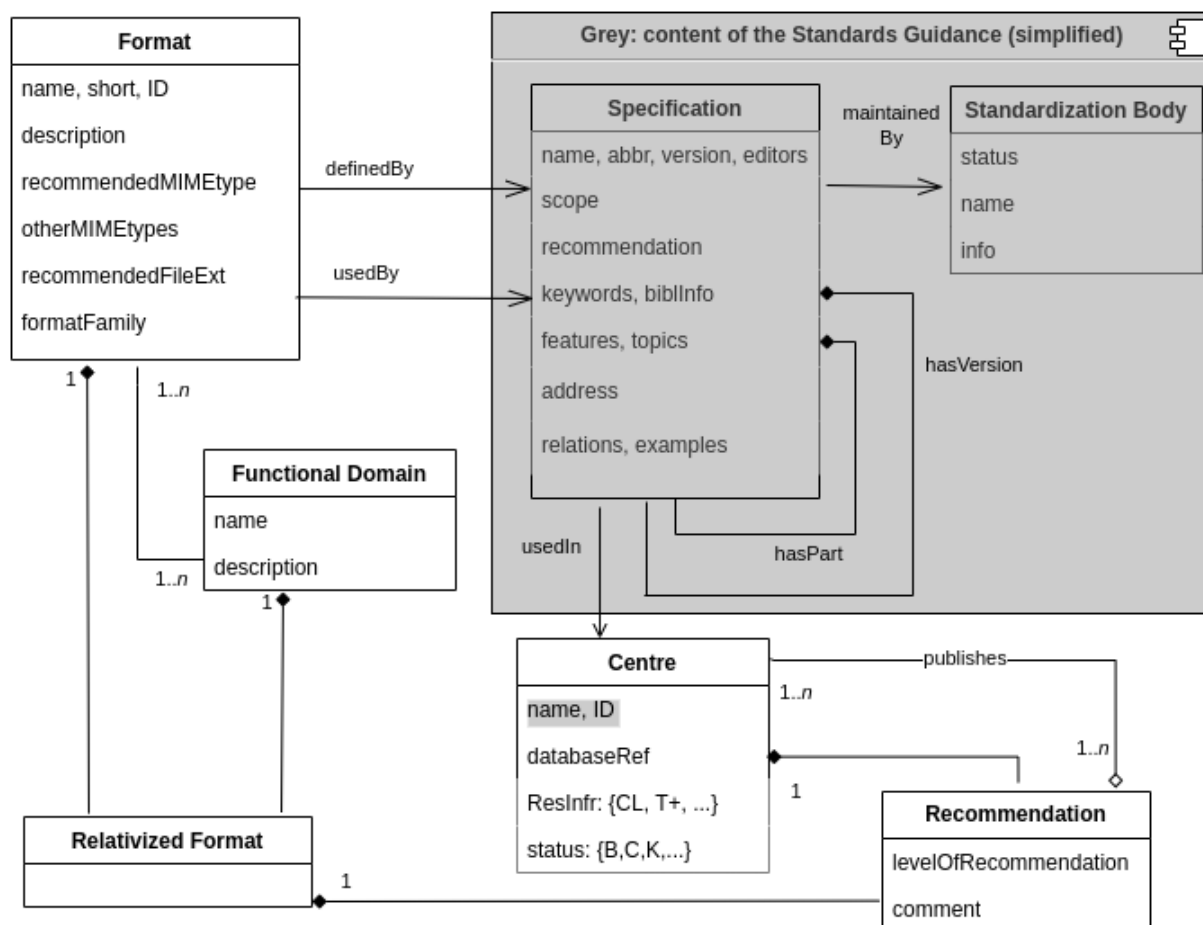 Format
name, short, ID
description
recommendedMIMEtype
otherMIMEtypes
recommendedFileExt
formatFamily
definedBy
usedBy
Grey: content of the Standards Guidance (simplified)
Specification
name, abbr, version, editors
scope
recommendation
keywords, biblInfo
features, topics
address
relations, examples
maintained
By
Standardization Body
status
name
info
hasVersion
hasPart
usedIn
1
1..n
Functional Domain
name
description
1..n
1
Centre
name, ID
databaseRef
ResInfr: {CL, T+, ...}
status: {B,C,K,...}
publishes
1..n
1..n
1
Recommendation
levelOfRecommendation
comment
Relativized Format
1